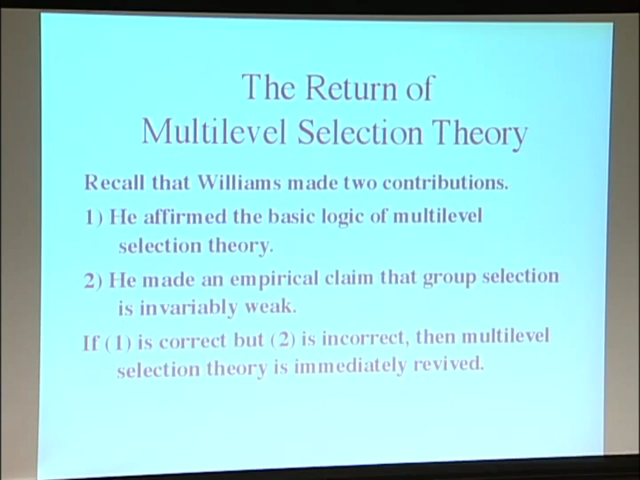 The Return of
Multilevel Selection Theory
Recall that Williams made two contributions.
1) He affirmed the basic logic of multilevel
selection theory.
2) He made an empirical claim that group selection
is invariably weak.
If (1) is correct but (2) is incorrect, then multilevel
selection theory is immediately revived.